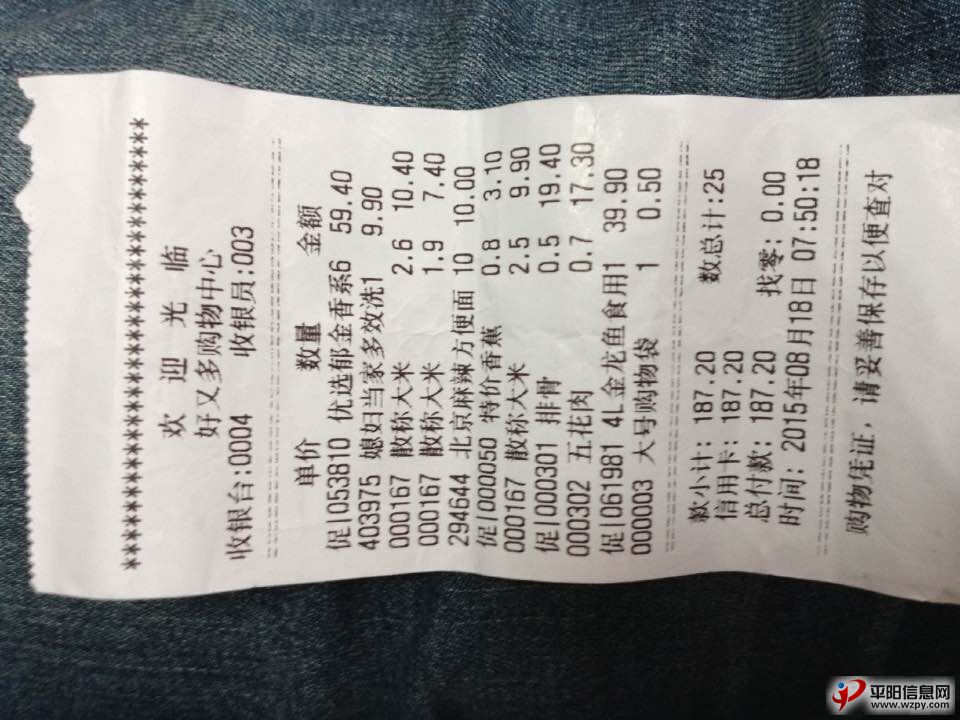 ******************************
欢 迎 光 临
好又多购物中心
收银台:0004 收银员:003
单价 数量 金额
促|053810 优选郁金香系6 59.40
403975 媳妇当家多效洗1 9.90
000167 散称大米 2.6 10.40
000167 散称大米 1.9 7.40
294644 北京麻辣方便面 10 10.00
促|000050 特价香蕉 0.8 3.10
000167 散称大米 2.5 9.90
促|000301 排骨 0.5 19.40
000302 五花肉 0.7 17.30
促|061981 4L金龙鱼食用1 39.90
000003 大号购物袋 1 0.50
款小计：187.20 数总计:25
信用卡：187.20
总付款：187.20 找零：0.00
时间：2015年08月18日 07:50:18
购物凭证，请妥善保存以便查对
平阳信息网
www.wzpy.com